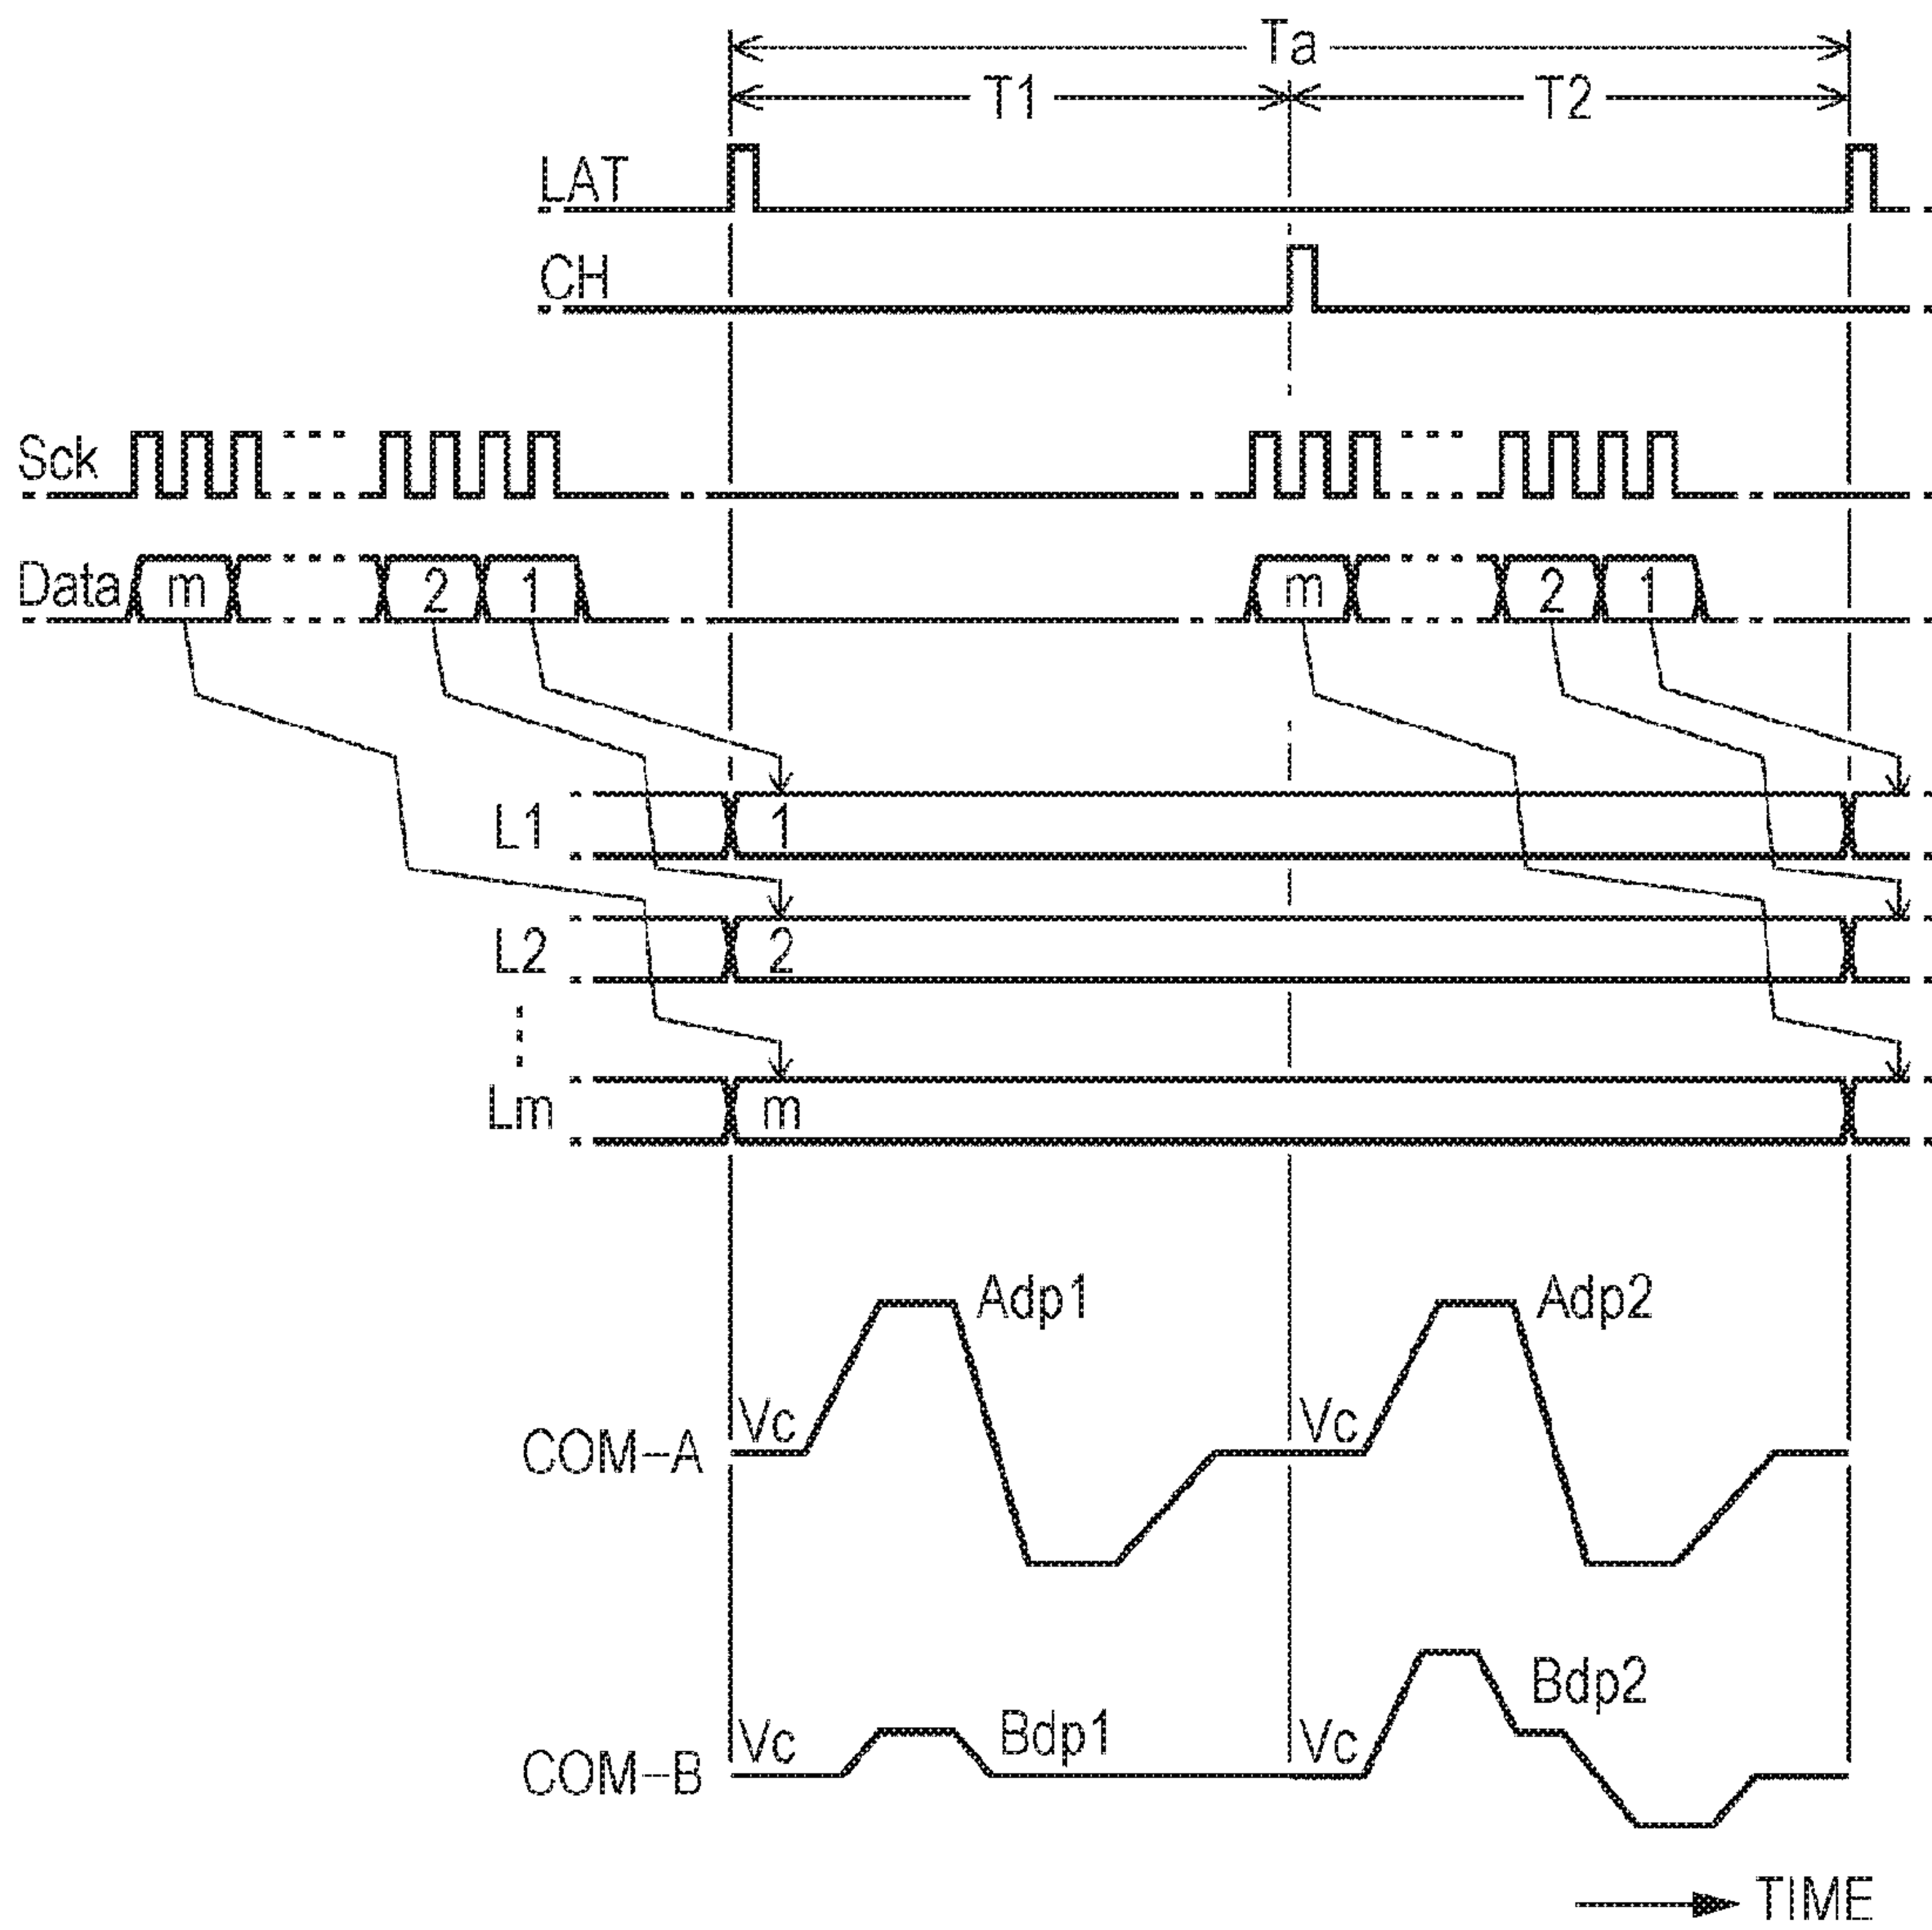 Ta
T1 T2
LAT
CH
Sck
Data m 2 1 m 2 1
L1 1
L2 2
Lm m
Adp1 Adp2
COM-A Vc Vc
Bdp1 Bdp2
COM-B Vc Vc
TIME